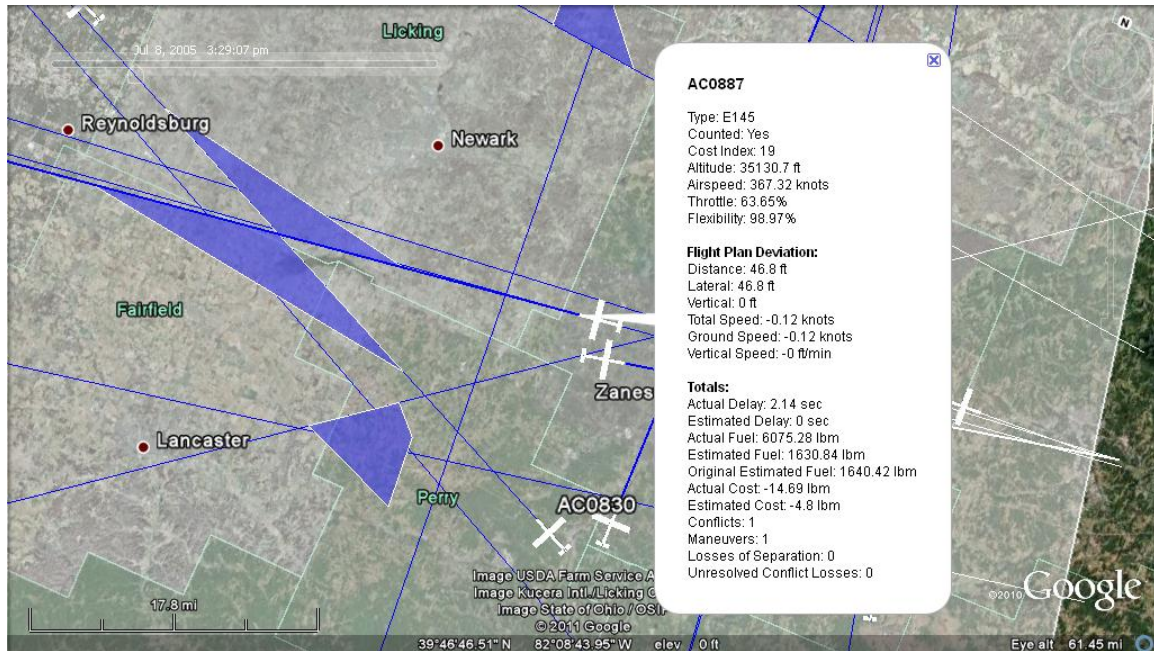 Licking
N
Jul 8, 2005 3:29:07 pm
Reynoldsburg
Newark
Fairfield
Zanes
Lancaster
Perry
AC0830
AC0887
Type: E145
Counted: Yes
Cost Index: 19
Altitude: 35130.7 ft
Airspeed: 367.32 knots
Throttle: 63.65%
Flexibility: 98.97%
Flight Plan Deviation:
Distance: 46.8 ft
Lateral: 46.8 ft
Vertical: 0 ft
Total Speed: -0.12 knots
Ground Speed: -0.12 knots
Vertical Speed: -0 ft/min
Totals:
Actual Delay: 2.14 sec
Estimated Delay: 0 sec
Actual Fuel: 6075.28 lbm
Estimated Fuel: 1630.84 lbm
Original Estimated Fuel: 1640.42 lbm
Actual Cost: -14.69 lbm
Estimated Cost: -4.8 lbm
Conflicts: 1
Maneuvers: 1
Losses of Separation: 0
Unresolved Conflict Losses: 0
Image USDA Farm Service A
Image Kucera Intl./Licking
Image State of Ohio / OSI
© 2011 Google
©2010 Google
17.8 mi
39°46'46.51" N 82°08'43.95" W elev 0 ft Eye alt 61.45 mi